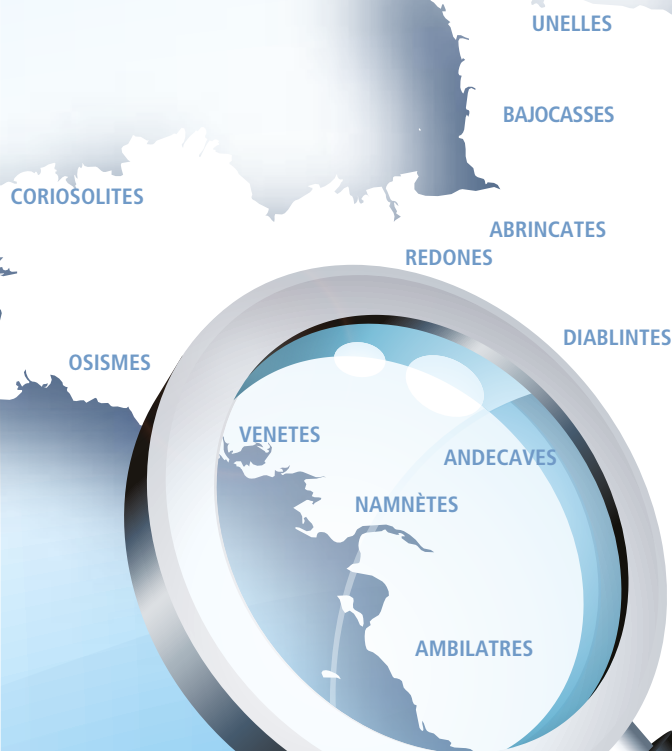 UNELLES
BAJOCASSES
CORIOSOLITES
ABRINCATES
REDONES
DIABLINTES
OSISMES
VENETES
ANDECAVES
NAMNÈTES
AMBILATRES